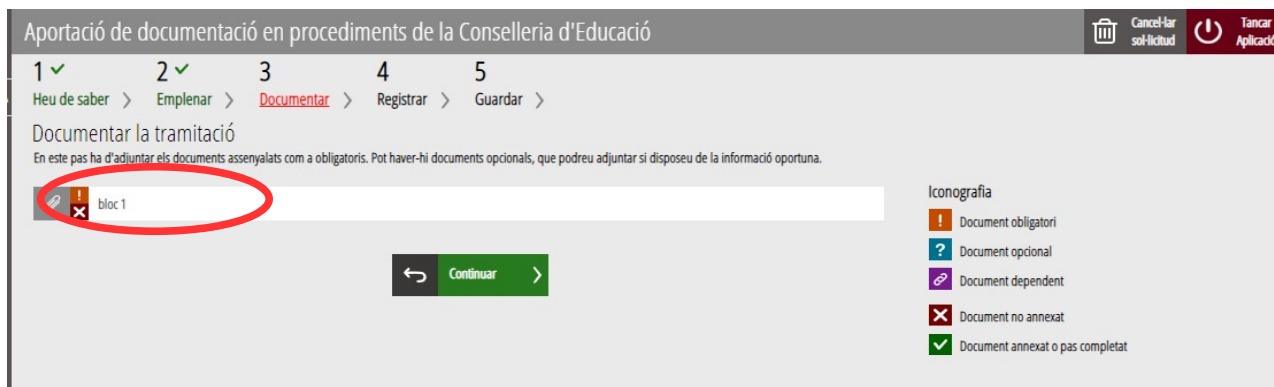 Aportació de documentació en procediments de la Conselleria d'Educació
Cancel·lar
sol·licitud
Tancar
Aplicació
1
2
3
4
5
Heu de saber
Emplenar
Documentar
Registrar
Guardar
Documentar la tramitació
En este pas ha d'adjuntar els documents assenyalats com a obligatoris. Pot haver-hi documents opcionals, que podreu adjuntar si disposeu de la informació oportuna.
bloc 1
Continuar
Iconografia
! Document obligatori
? Document opcional
Document dependent
Document no annexat
Document annexat o pas completat